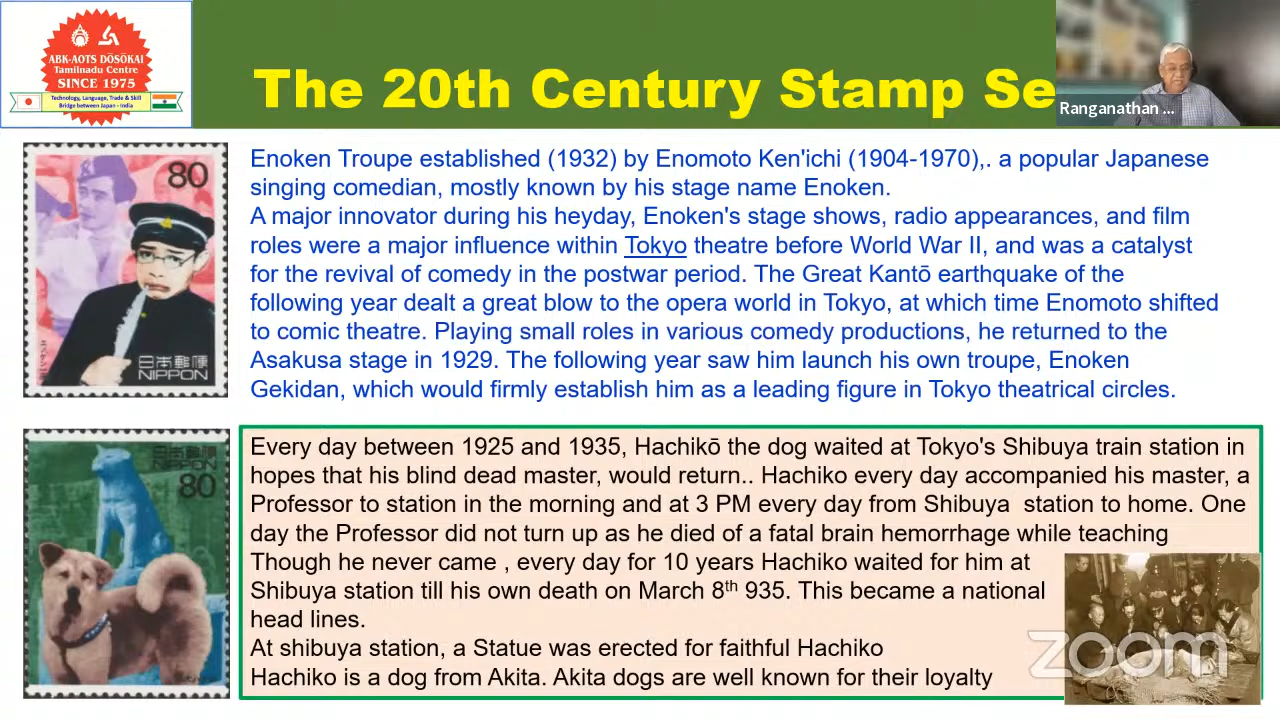 ABK-AOTS DŌSŌKAI
Tamilnadu Centre
SINCE 1975
Technology, Language, Trade & Skill
Bridge between Japan - India
The 20th Century Stamp Se
Ranganathan ...
80
日本郵便
NIPPON
Enoken Troupe established (1932) by Enomoto Ken'ichi (1904-1970),. a popular Japanese
singing comedian, mostly known by his stage name Enoken.
A major innovator during his heyday, Enoken's stage shows, radio appearances, and film
roles were a major influence within Tokyo theatre before World War II, and was a catalyst
for the revival of comedy in the postwar period. The Great Kantō earthquake of the
following year dealt a great blow to the opera world in Tokyo, at which time Enomoto shifted
to comic theatre. Playing small roles in various comedy productions, he returned to the
Asakusa stage in 1929. The following year saw him launch his own troupe, Enoken
Gekidan, which would firmly establish him as a leading figure in Tokyo theatrical circles.
日本郵便
NIPPON
80
Every day between 1925 and 1935, Hachikō the dog waited at Tokyo's Shibuya train station in
hopes that his blind dead master, would return.. Hachiko every day accompanied his master, a
Professor to station in the morning and at 3 PM every day from Shibuya station to home. One
day the Professor did not turn up as he died of a fatal brain hemorrhage while teaching
Though he never came , every day for 10 years Hachiko waited for him at
Shibuya station till his own death on March 8th 935. This became a national
head lines.
At shibuya station, a Statue was erected for faithful Hachiko
Hachiko is a dog from Akita. Akita dogs are well known for their loyalty
zoom